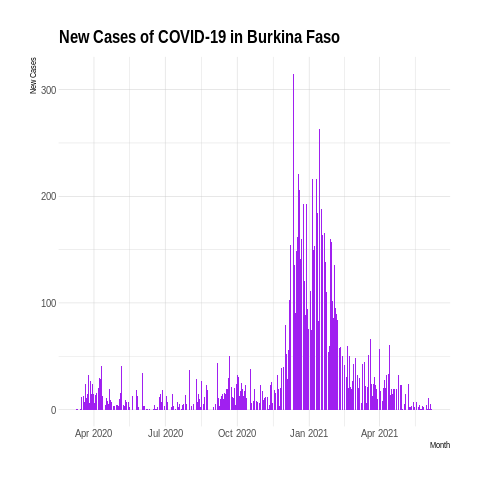 New Cases of COVID-19 in Burkina Faso
New Cases
300
200
100
0
Apr 2020 Jul 2020 Oct 2020 Jan 2021 Apr 2021
Month